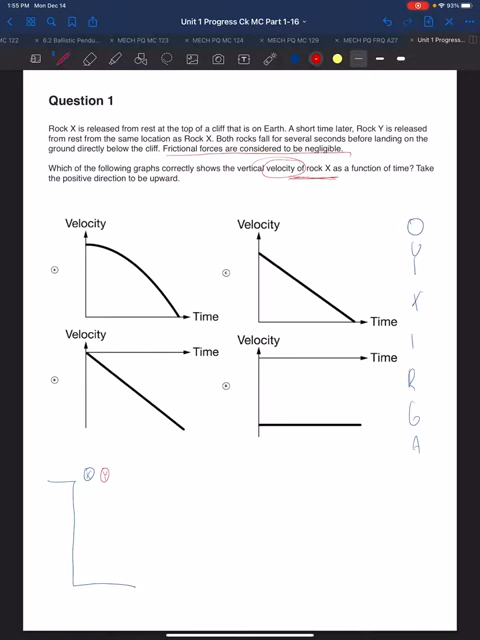 1:55 PM Mon Dec 14
Unit 1 Progress Ck MC Part 1-16
MC 122
6.2 Ballistic Pendu...
MECH PQ MC 123
MECH PQ MC 129
MECH PQ FRQ A27
Unit 1 Progress...
Question 1
Rock X is released from rest at the top of a cliff that is on Earth. A short time later, Rock Y is released
from rest from the same location as Rock X. Both rocks fall for several seconds before landing on the
ground directly below the cliff. Frictional forces are considered to be negligible.
Which of the following graphs correctly shows the vertical velocity of rock X as a function of time? Take
the positive direction to be upward.
Velocity
Time
Velocity
Time
Velocity
Time
Velocity
Time
O
Y
X
I
R
G
A
X Y